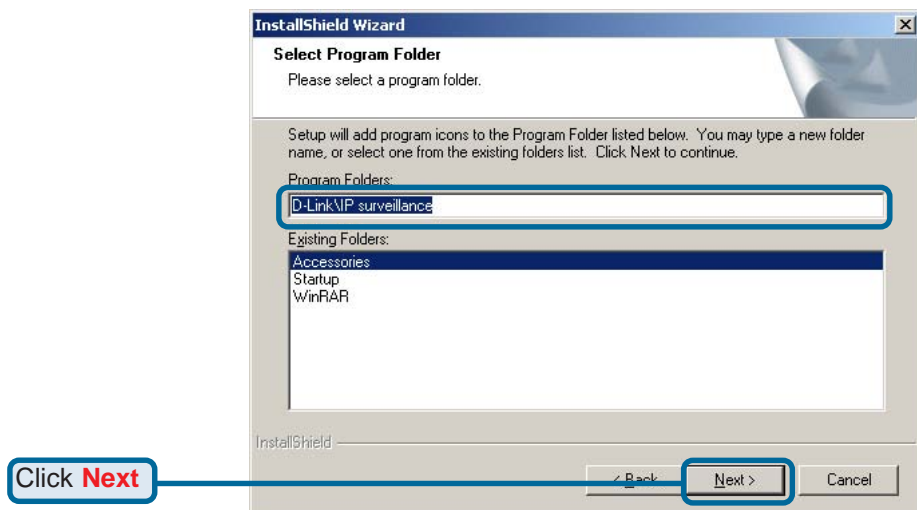 InstallShield Wizard
Select Program Folder
Please select a program folder.
Setup will add program icons to the Program Folder listed below. You may type a new folder
name, or select one from the existing folders list. Click Next to continue.
Program Folders:
D-Link\IP surveillance
Existing Folders:
Accessories
Startup
WinRAR
InstallShield
Click Next
< Back
Next >
Cancel